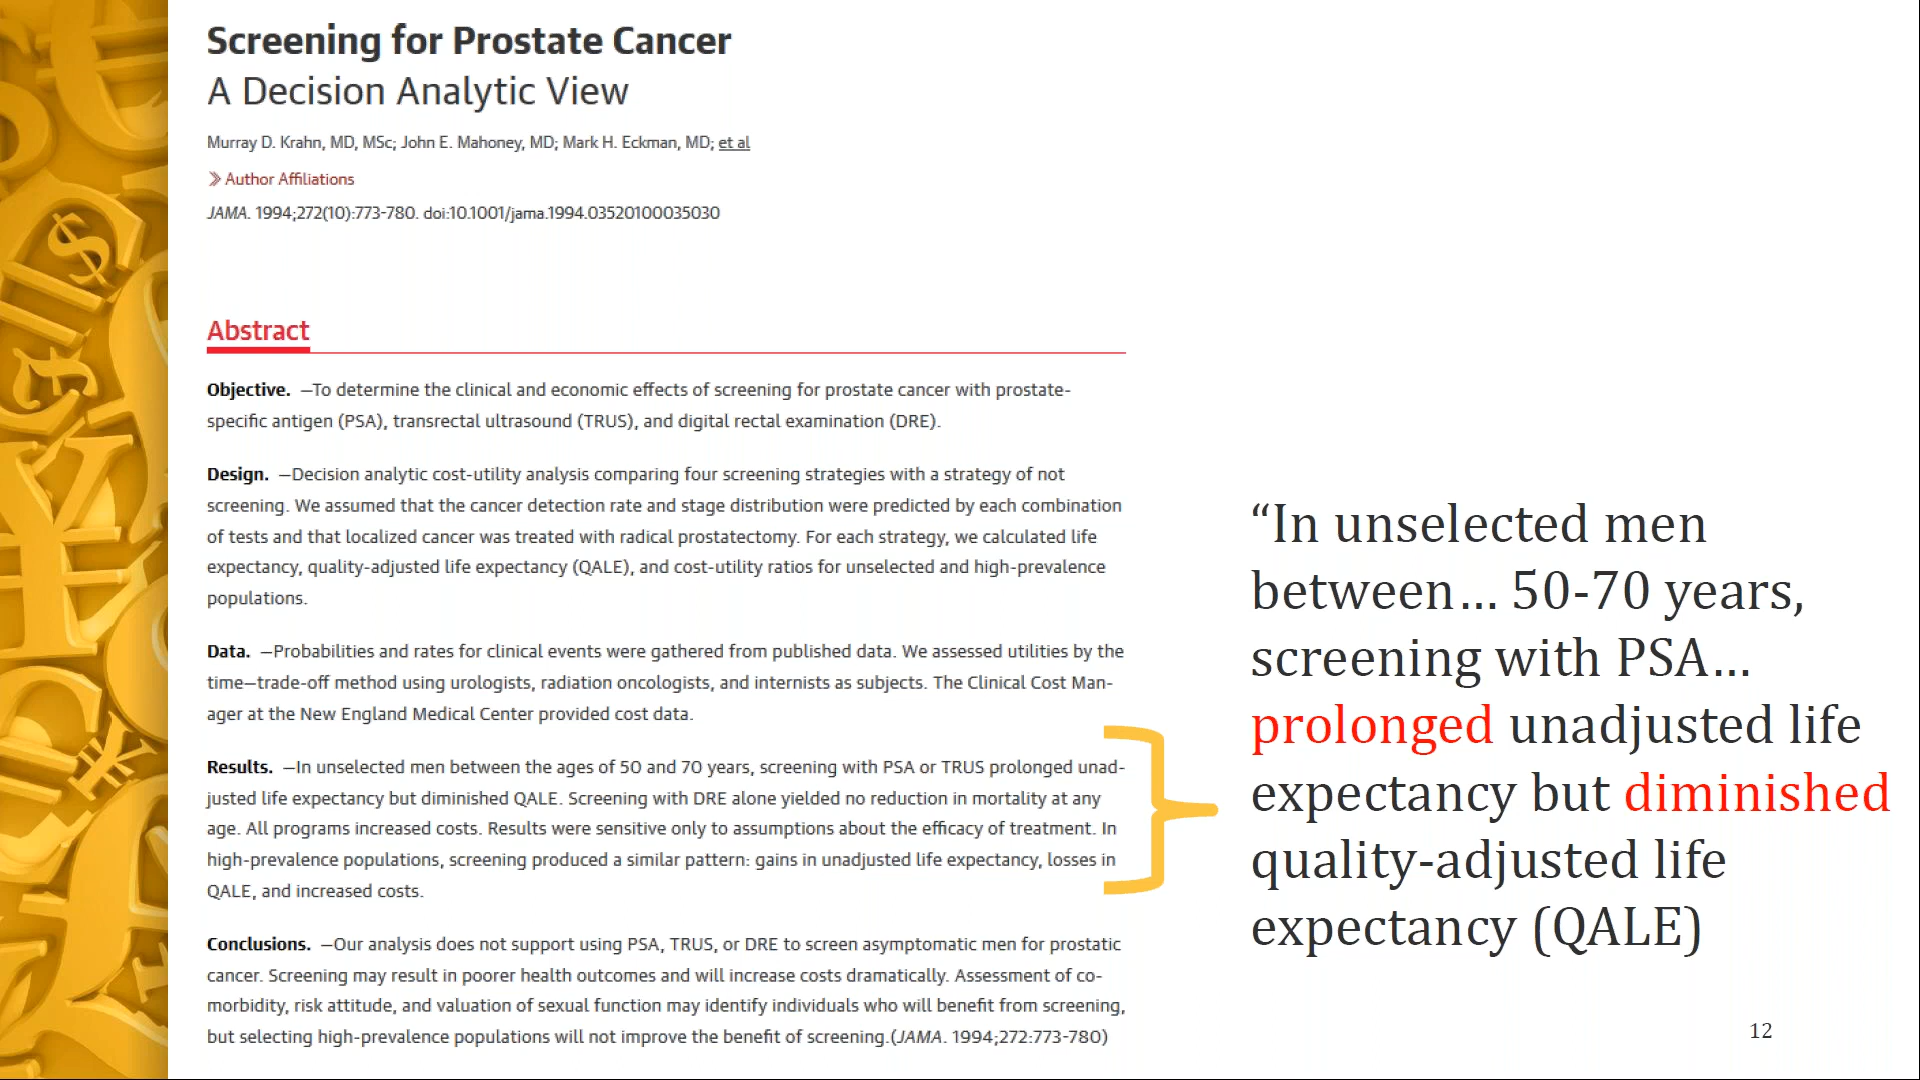 Screening for Prostate Cancer
A Decision Analytic View
Murray D. Krahn, MD, MSc; John E. Mahoney, MD; Mark H. Eckman, MD; et al
Author Affiliations
JAMA. 1994;272(10):773-780. doi:10.1001/jama.1994.03520100035030
Abstract
Objective. —To determine the clinical and economic effects of screening for prostate cancer with prostate-
specific antigen (PSA), transrectal ultrasound (TRUS), and digital rectal examination (DRE).
Design. —Decision analytic cost-utility analysis comparing four screening strategies with a strategy of not
screening. We assumed that the cancer detection rate and stage distribution were predicted by each combination
of tests and that localized cancer was treated with radical prostatectomy. For each strategy, we calculated life
expectancy, quality-adjusted life expectancy (QALE), and cost-utility ratios for unselected and high-prevalence
populations.
Data. —Probabilities and rates for clinical events were gathered from published data. We assessed utilities by the
time—trade-off method using urologists, radiation oncologists, and internists as subjects. The Clinical Cost Man-
ager at the New England Medical Center provided cost data.
Results. —In unselected men between the ages of 50 and 70 years, screening with PSA or TRUS prolonged unad-
justed life expectancy but diminished QALE. Screening with DRE alone yielded no reduction in mortality at any
age. All programs increased costs. Results were sensitive only to assumptions about the efficacy of treatment. In
high-prevalence populations, screening produced a similar pattern: gains in unadjusted life expectancy, losses in
QALE, and increased costs.
Conclusions. —Our analysis does not support using PSA, TRUS, or DRE to screen asymptomatic men for prostatic
cancer. Screening may result in poorer health outcomes and will increase costs dramatically. Assessment of co-
morbidity, risk attitude, and valuation of sexual function may identify individuals who will benefit from screening,
but selecting high-prevalence populations will not improve the benefit of screening.(JAMA. 1994;272:773-780)
“In unselected men
between… 50-70 years,
screening with PSA…
prolonged unadjusted life
expectancy but diminished
quality-adjusted life
expectancy (QALE)
12